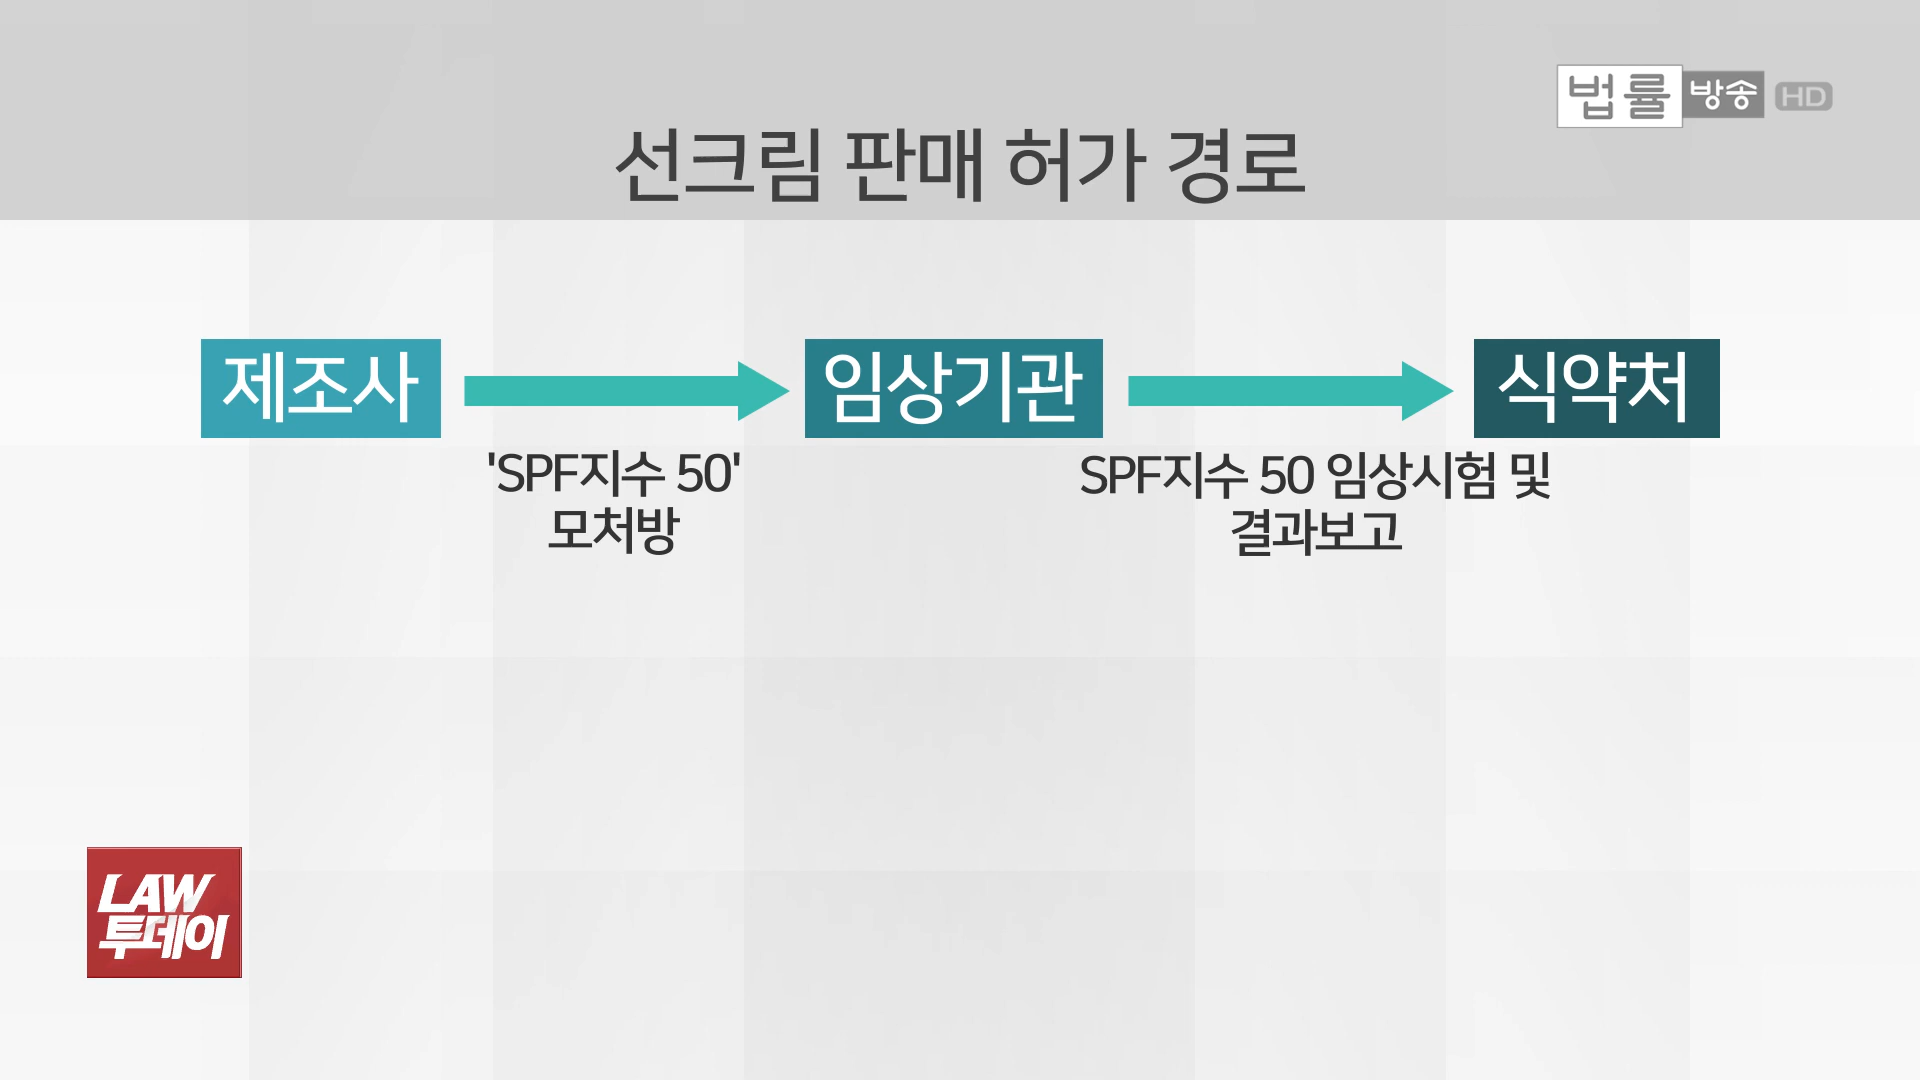 법률방송 HD
선크림 판매 허가 경로
제조사
임상기관
식약처
'SPF지수 50'
모처방
SPF지수 50 임상시험 및
결과보고
LAW
투데이